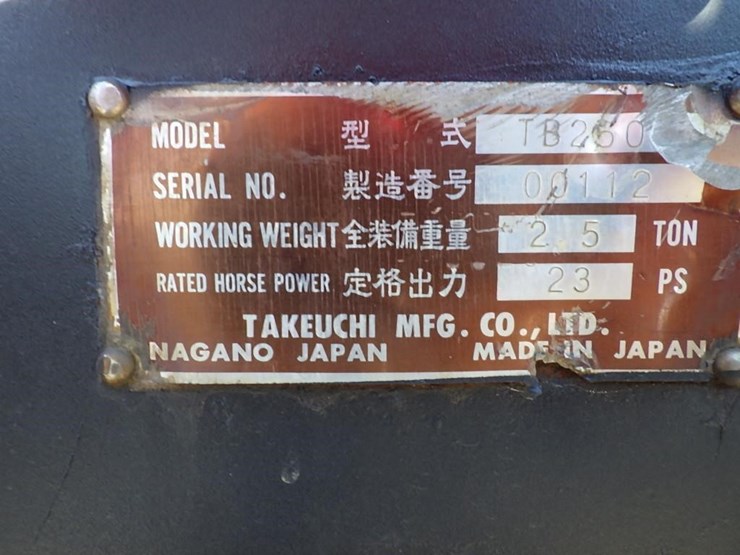 MODEL 型 式 TB250
SERIAL NO. 製造番号 00112
WORKING WEIGHT 全装備重量 2.5 TON
RATED HORSE POWER 定格出力 23 PS
TAKEUCHI MFG. CO., LTD.
NAGANO JAPAN MADE IN JAPAN